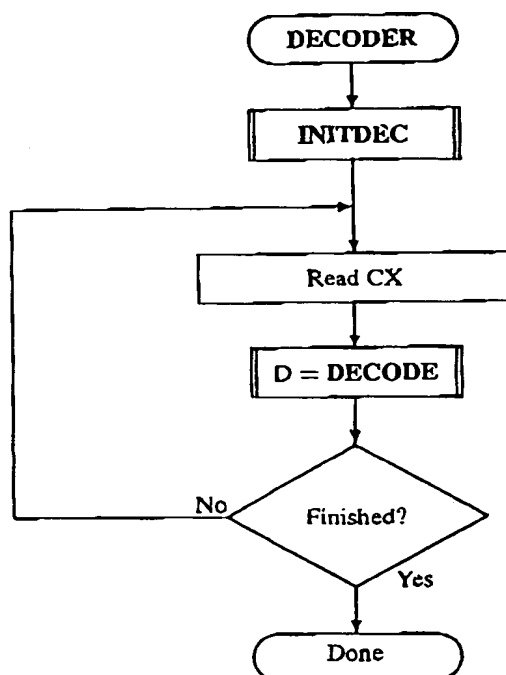 DECODER
INITDEC
Read CX
D = DECODE
Finished?
No
Yes
Done